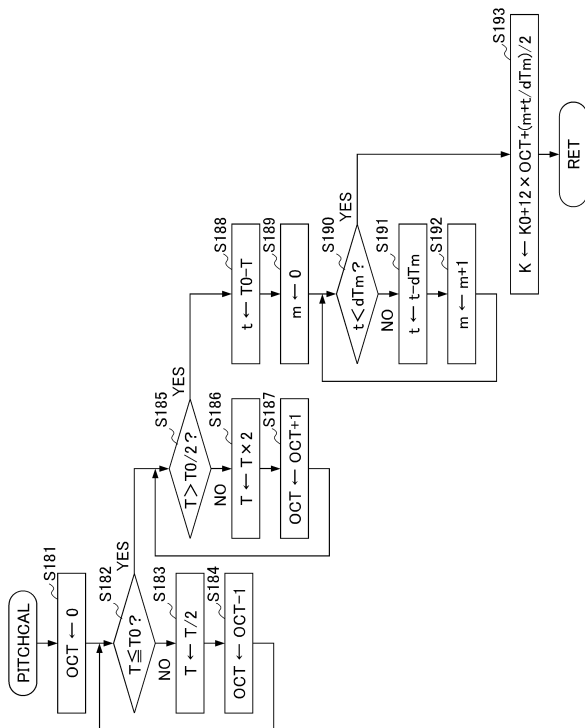 PITCHCAL
S181
OCT ← 0
S182
T≦T0?
YES
NO
S183
T ← T/2
S184
OCT ← OCT-1
S185
T>T0/2?
YES
NO
S186
T ← T×2
S187
OCT ← OCT+1
S188
t ← T0-T
S189
m ← 0
S190
t<dTm?
YES
NO
S191
t ← t-dTm
S192
m ← m+1
S193
K ← K0+12 × OCT+(m+t/dTm)/2
RET